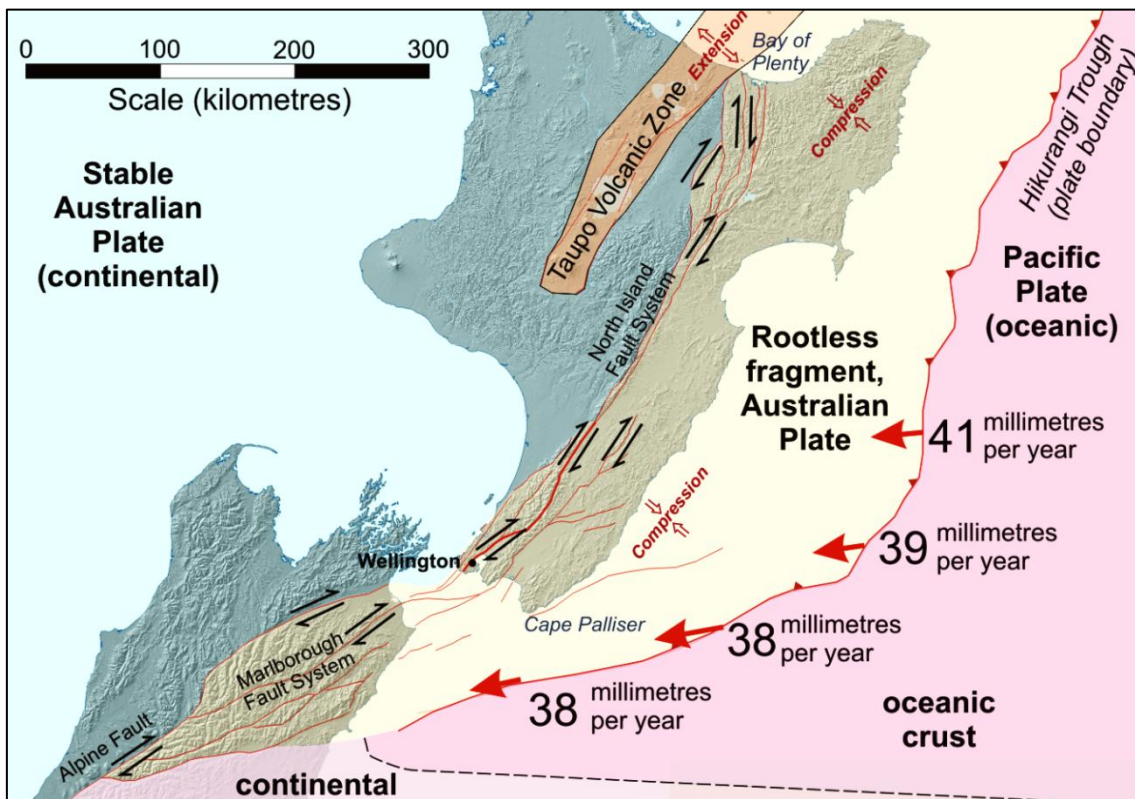 0 100 200 300
Scale (kilometres)
Stable
Australian
Plate
(continental)
Extension
Bay of
Plenty
Taupo Volcanic Zone
Compression
Hikurangi Trough
(plate boundary)
Pacific
Plate
(oceanic)
North Island
Fault System
Rootless
fragment,
Australian
Plate
41 millimetres
per year
Compression
39 millimetres
per year
Wellington
Cape Palliser
38 millimetres
per year
38 millimetres
per year
Marlborough
Fault System
Alpine Fault
oceanic
crust
continental